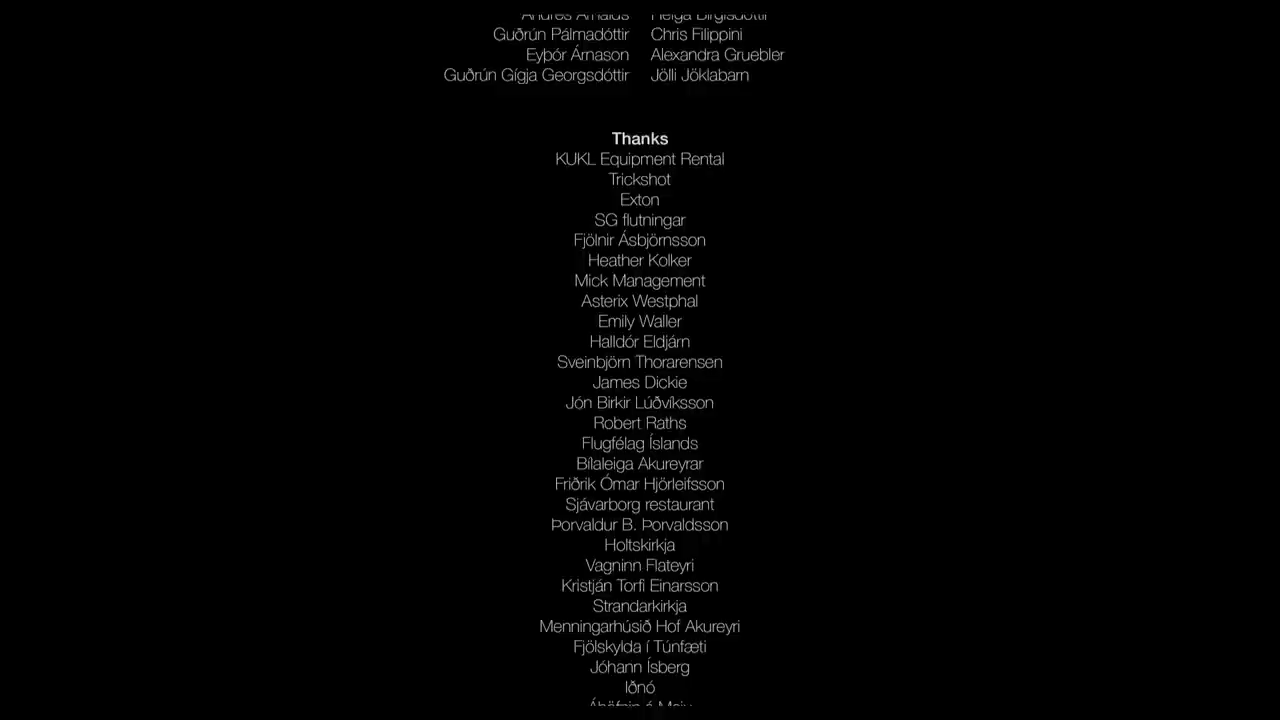 Guðrún Pálmadóttir Chris Filippini
Eyþór Árnason Alexandra Gruebler
Guðrún Gígja Georgsdóttir Jölli Jöklabarn
Thanks
KUKL Equipment Rental
Trickshot
Exton
SG flutningar
Fjölnir Ásbjörnsson
Heather Kolker
Mick Management
Asterix Westphal
Emily Waller
Halldór Eldjárn
Sveinbjörn Thorarensen
James Dickie
Jón Birkir Lúðvíksson
Robert Raths
Flugfélag Íslands
Bílaleiga Akureyrar
Friðrik Ómar Hjörleifsson
Sjávarborg restaurant
Þorvaldur B. Þorvaldsson
Holtskirkja
Vagninn Flateyri
Kristján Torfi Einarsson
Strandarkirkja
Menningarhúsið Hof Akureyri
Fjölskylda í Túnfæti
Jóhann Ísberg
Iðnó